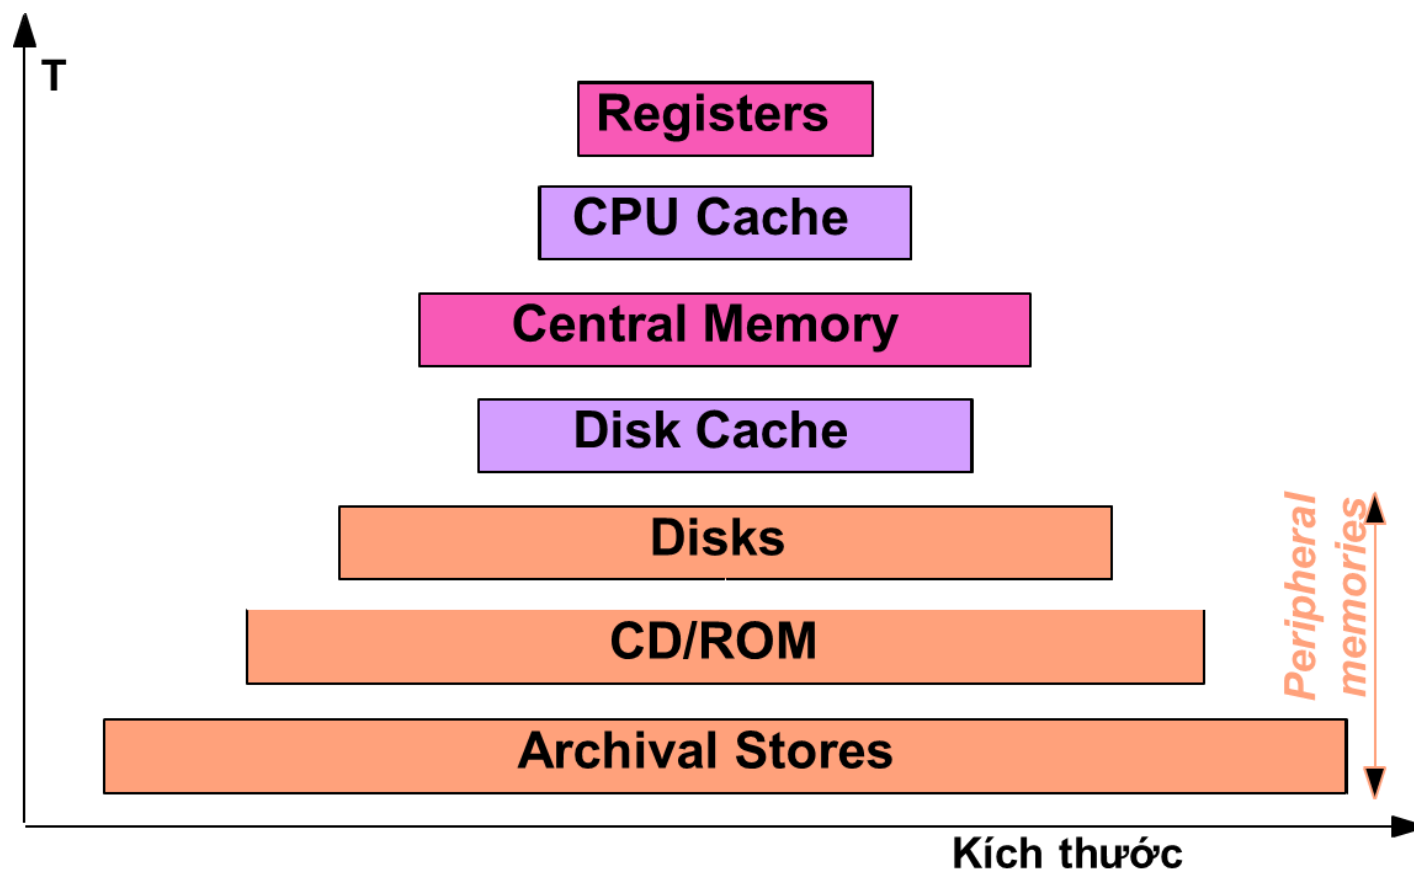 T
Registers
CPU Cache
Central Memory
Disk Cache
Disks
CD/ROM
Archival Stores
Peripheral
memories
Kích thước